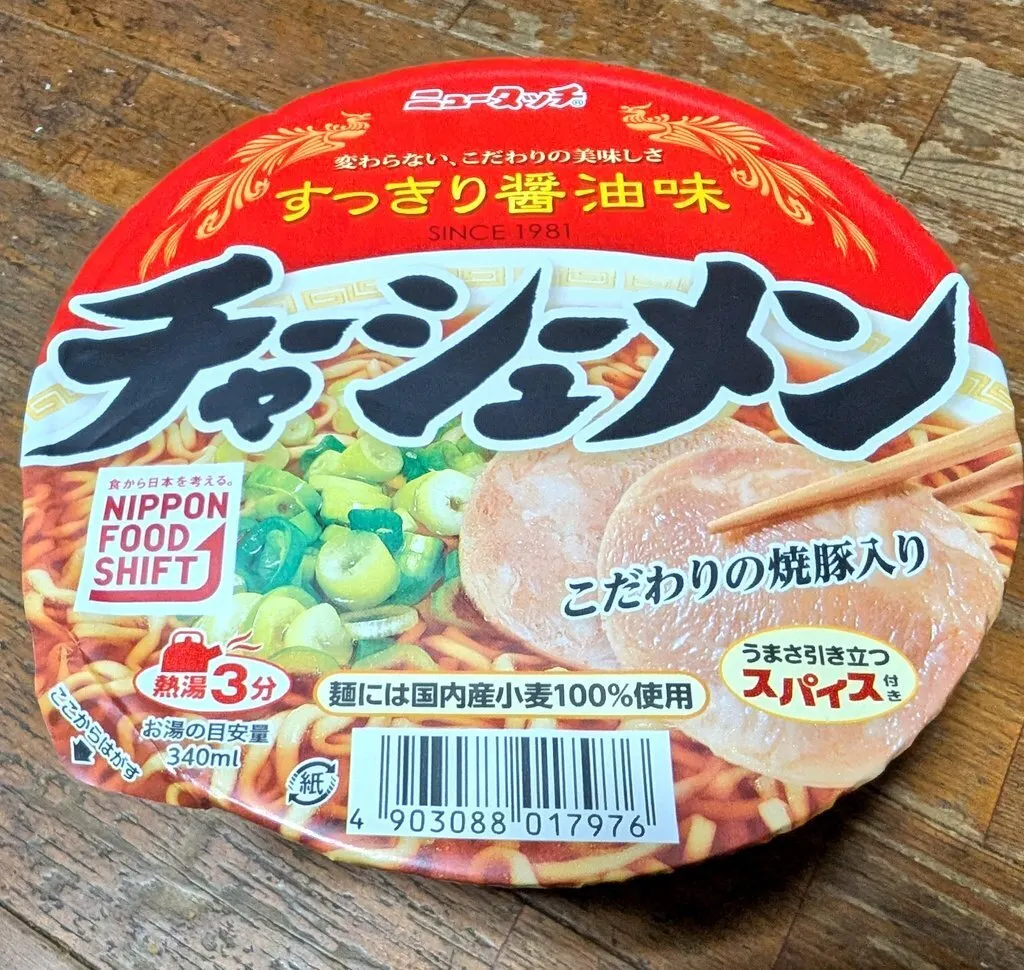 ニュータッチ®
変わらない、こだわりの美味しさ
すっきり醤油味
SINCE 1981
チャーシューメン
食から日本を考える。
NIPPON
FOOD
SHIFT
こだわりの焼豚入り
うまさ引き立つ
スパイス付き
熱湯3分
麺には国内産小麦100%使用
お湯の目安量
340ml
ここからはがす
紙
4 903088 017976